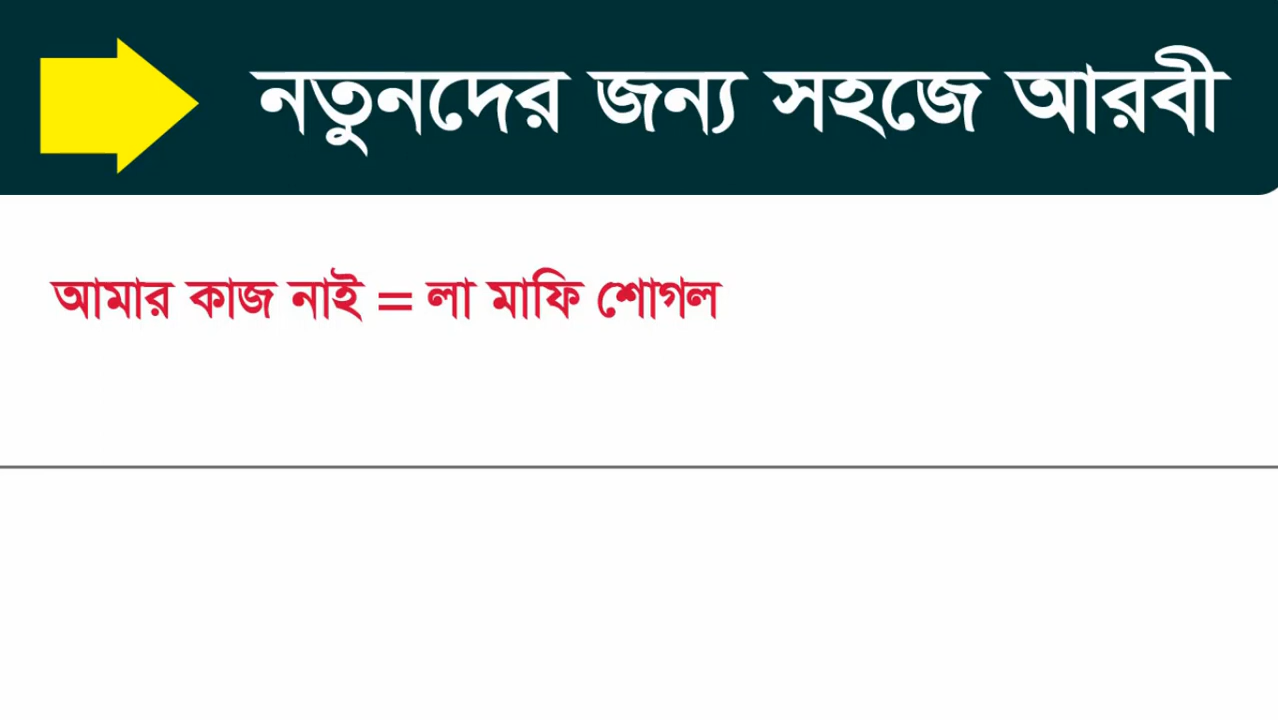 নতুনদের জন্য সহজে আরবী
আমার কাজ নাই = লা মাফি শোগল